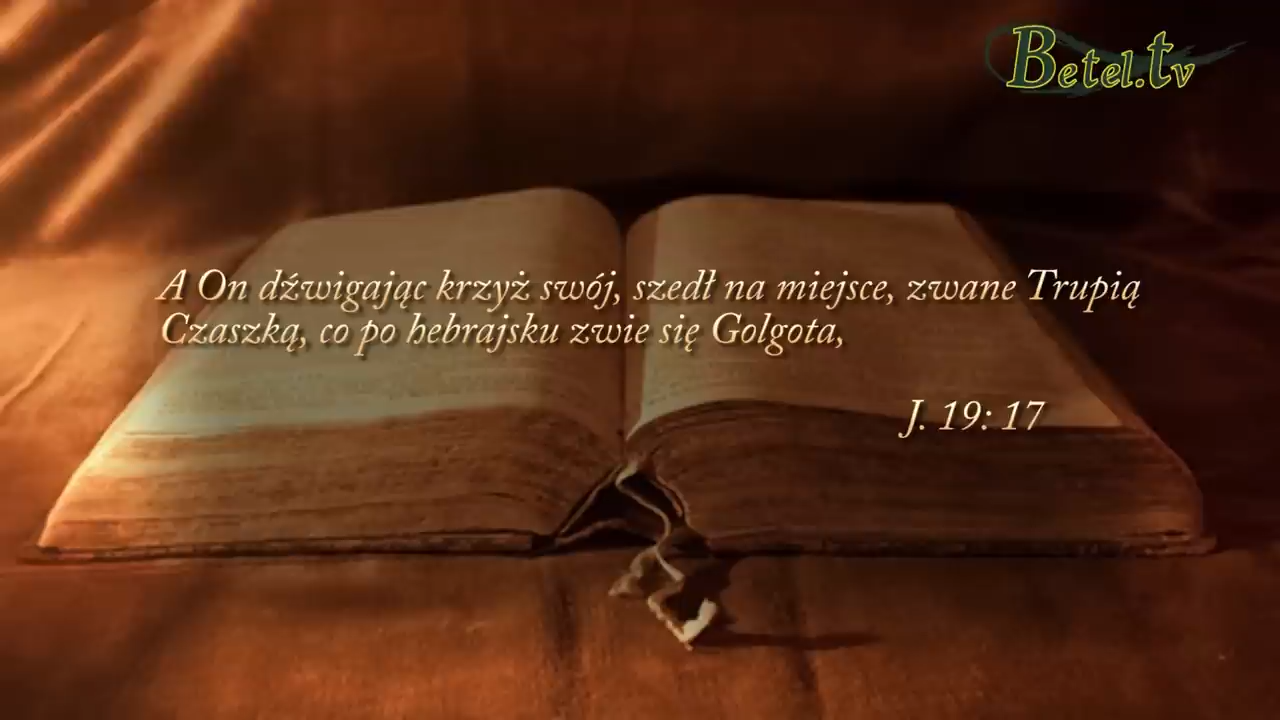 Betel.tv
A On dźwigając krzyż swój, szedł na miejsce, zwane Trupią
Czaszką, co po hebrajsku zwie się Golgota,
J. 19: 17